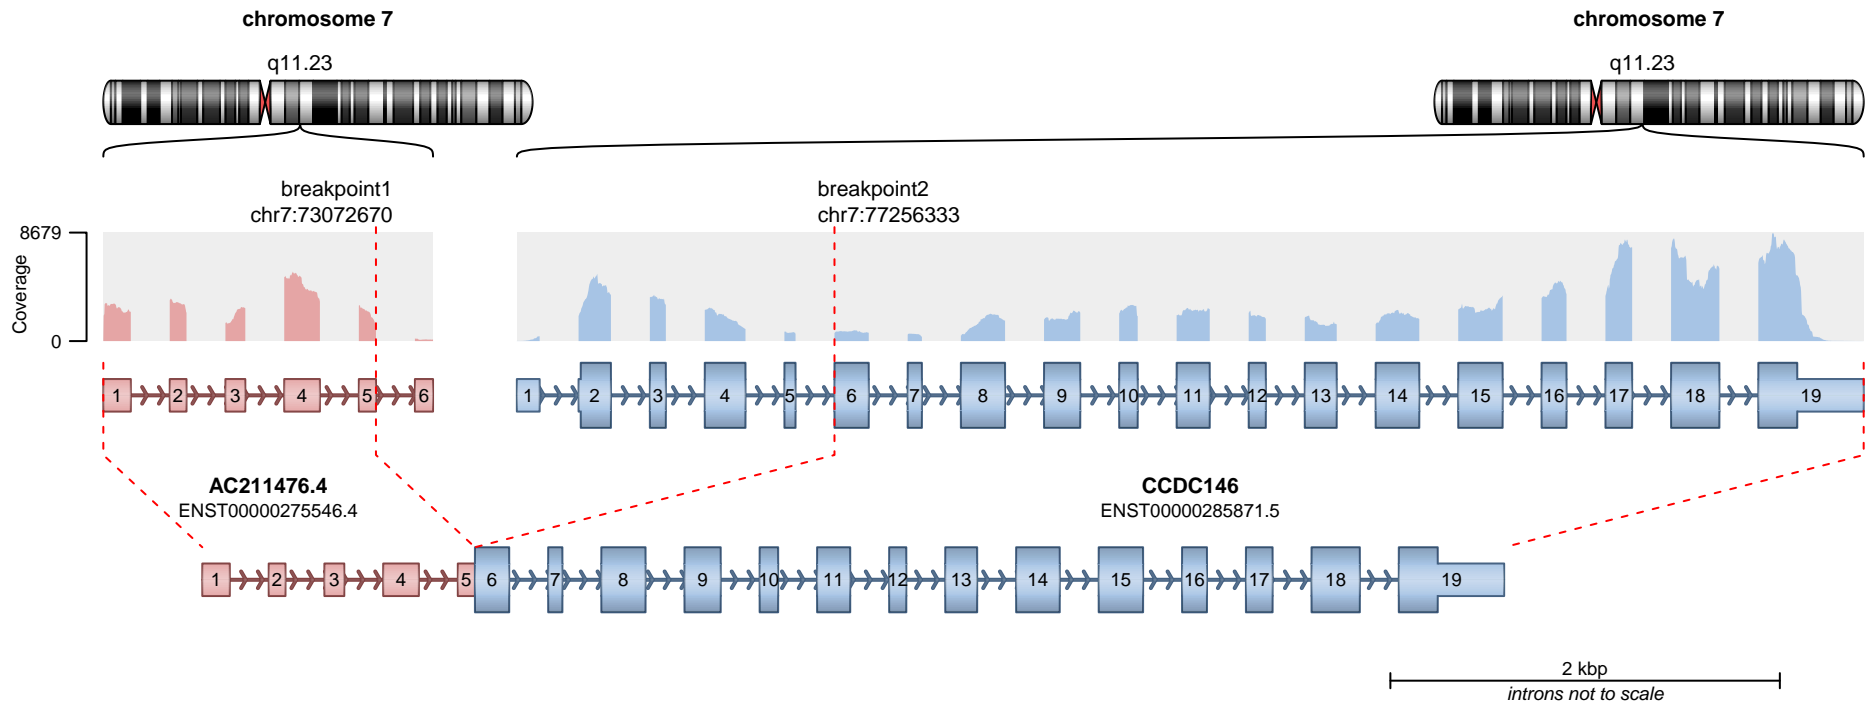 chromosome 7
chromosome 7
q11.23
q11.23
breakpoint1
chr7:73072670
breakpoint2
chr7:77256333
8679
Coverage
0
1 2 3 4 5 6
1 2 3 4 5 6 7 8 9 10 11 12 13 14 15 16 17 18 19
AC211476.4
ENST00000275546.4
CCDC146
ENST00000285871.5
1 2 3 4 5 6 7 8 9 10 11 12 13 14 15 16 17 18 19
2 kbp
introns not to scale